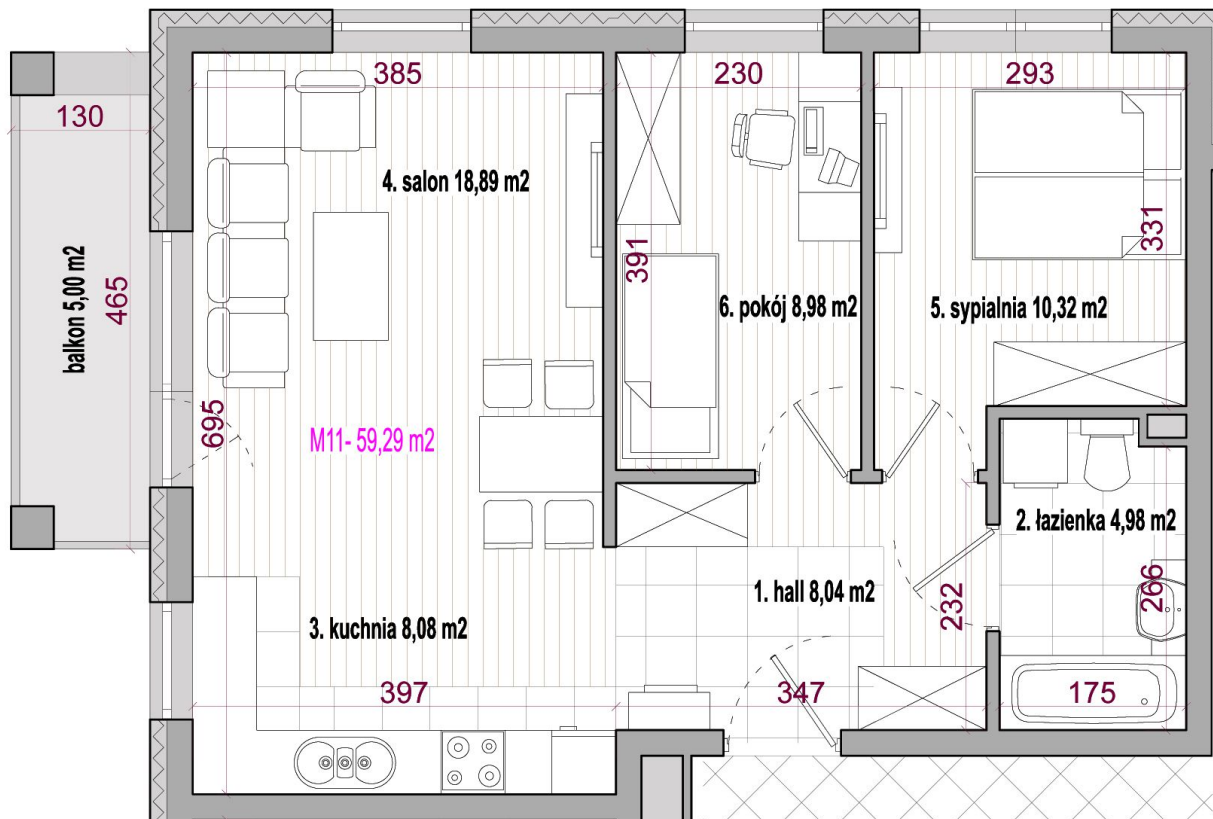 385
230
293
130
4. salon 18,89 m2
331
391
balkon 5,00 m2
465
6. pokój 8,98 m2
5. sypialnia 10,32 m2
695
M11- 59,29 m2
2. łazienka 4,98 m2
266
232
1. hall 8,04 m2
3. kuchnia 8,08 m2
397
347
175